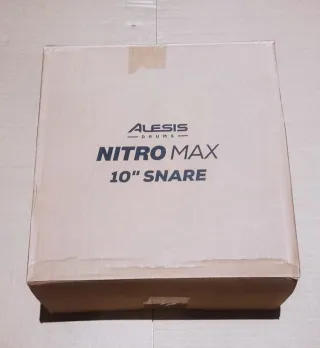 ALESIS
DRUMS
NITRO MAX
10" SNARE